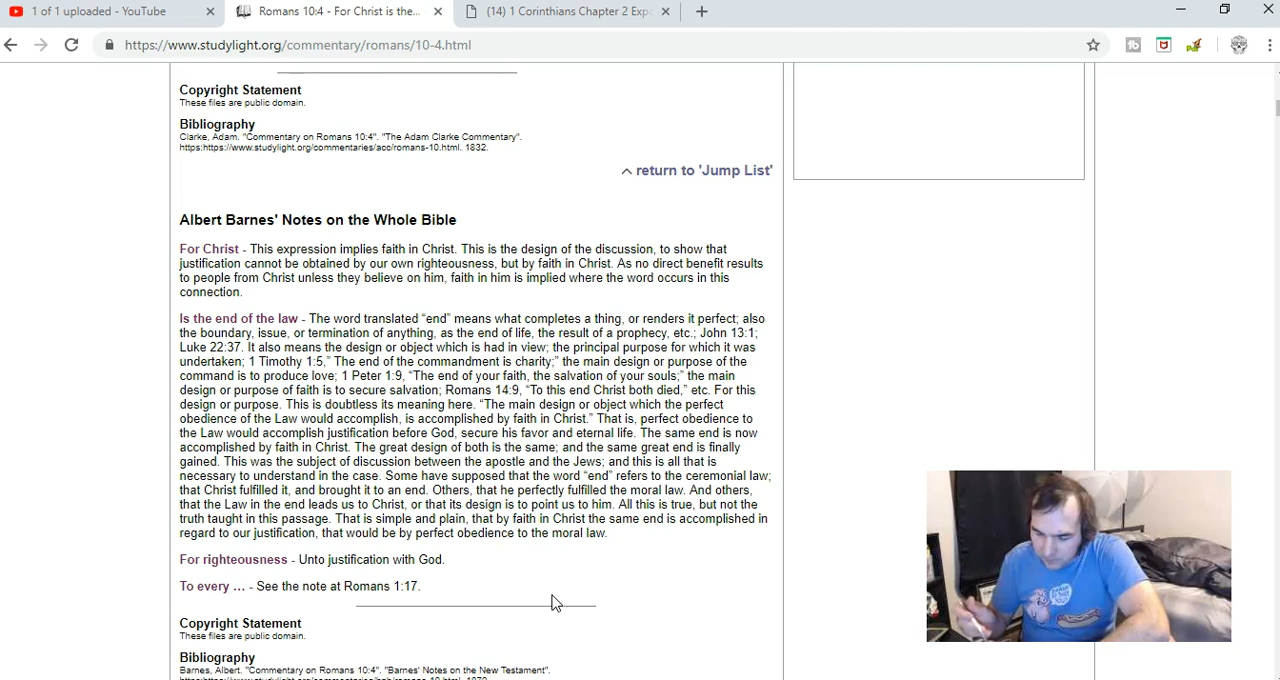 1 of 1 uploaded - YouTube
Romans 10:4 - For Christ is the...
(14) 1 Corinthians Chapter 2 Exp
https://www.studylight.org/commentary/romans/10-4.html
Copyright Statement
These files are public domain.
Bibliography
Clarke, Adam. "Commentary on Romans 10:4". "The Adam Clarke Commentary".
https:https://www.studylight.org/commentaries/acc/romans-10.html. 1832.
return to 'Jump List'
Albert Barnes' Notes on the Whole Bible
For Christ - This expression implies faith in Christ. This is the design of the discussion, to show that
justification cannot be obtained by our own righteousness, but by faith in Christ. As no direct benefit results
to people from Christ unless they believe on him, faith in him is implied where the word occurs in this
connection.
Is the end of the law - The word translated “end” means what completes a thing, or renders it perfect; also
the boundary, issue, or termination of anything, as the end of life, the result of a prophecy, etc.; John 13:1;
Luke 22:37. It also means the design or object which is had in view; the principal purpose for which it was
undertaken; 1 Timothy 1:5,” The end of the commandment is charity;” the main design or purpose of the
command is to produce love; 1 Peter 1:9, “The end of your faith, the salvation of your souls;” the main
design or purpose of faith is to secure salvation; Romans 14:9, “To this end Christ both died,” etc. For this
design or purpose. This is doubtless its meaning here. “The main design or object which the perfect
obedience of the Law would accomplish, is accomplished by faith in Christ.” That is, perfect obedience to
the Law would accomplish justification before God, secure his favor and eternal life. The same end is now
accomplished by faith in Christ. The great design of both is the same; and the same great end is finally
gained. This was the subject of discussion between the apostle and the Jews; and this is all that is
necessary to understand in the case. Some have supposed that the word “end” refers to the ceremonial law;
that Christ fulfilled it, and brought it to an end. Others, that he perfectly fulfilled the moral law. And others,
that the Law in the end leads us to Christ, or that its design is to point us to him. All this is true, but not the
truth taught in this passage. That is simple and plain, that by faith in Christ the same end is accomplished in
regard to our justification, that would be by perfect obedience to the moral law.
For righteousness - Unto justification with God.
To every … - See the note at Romans 1:17.
Copyright Statement
These files are public domain.
Bibliography
Barnes, Albert. "Commentary on Romans 10:4". "Barnes' Notes on the New Testament".